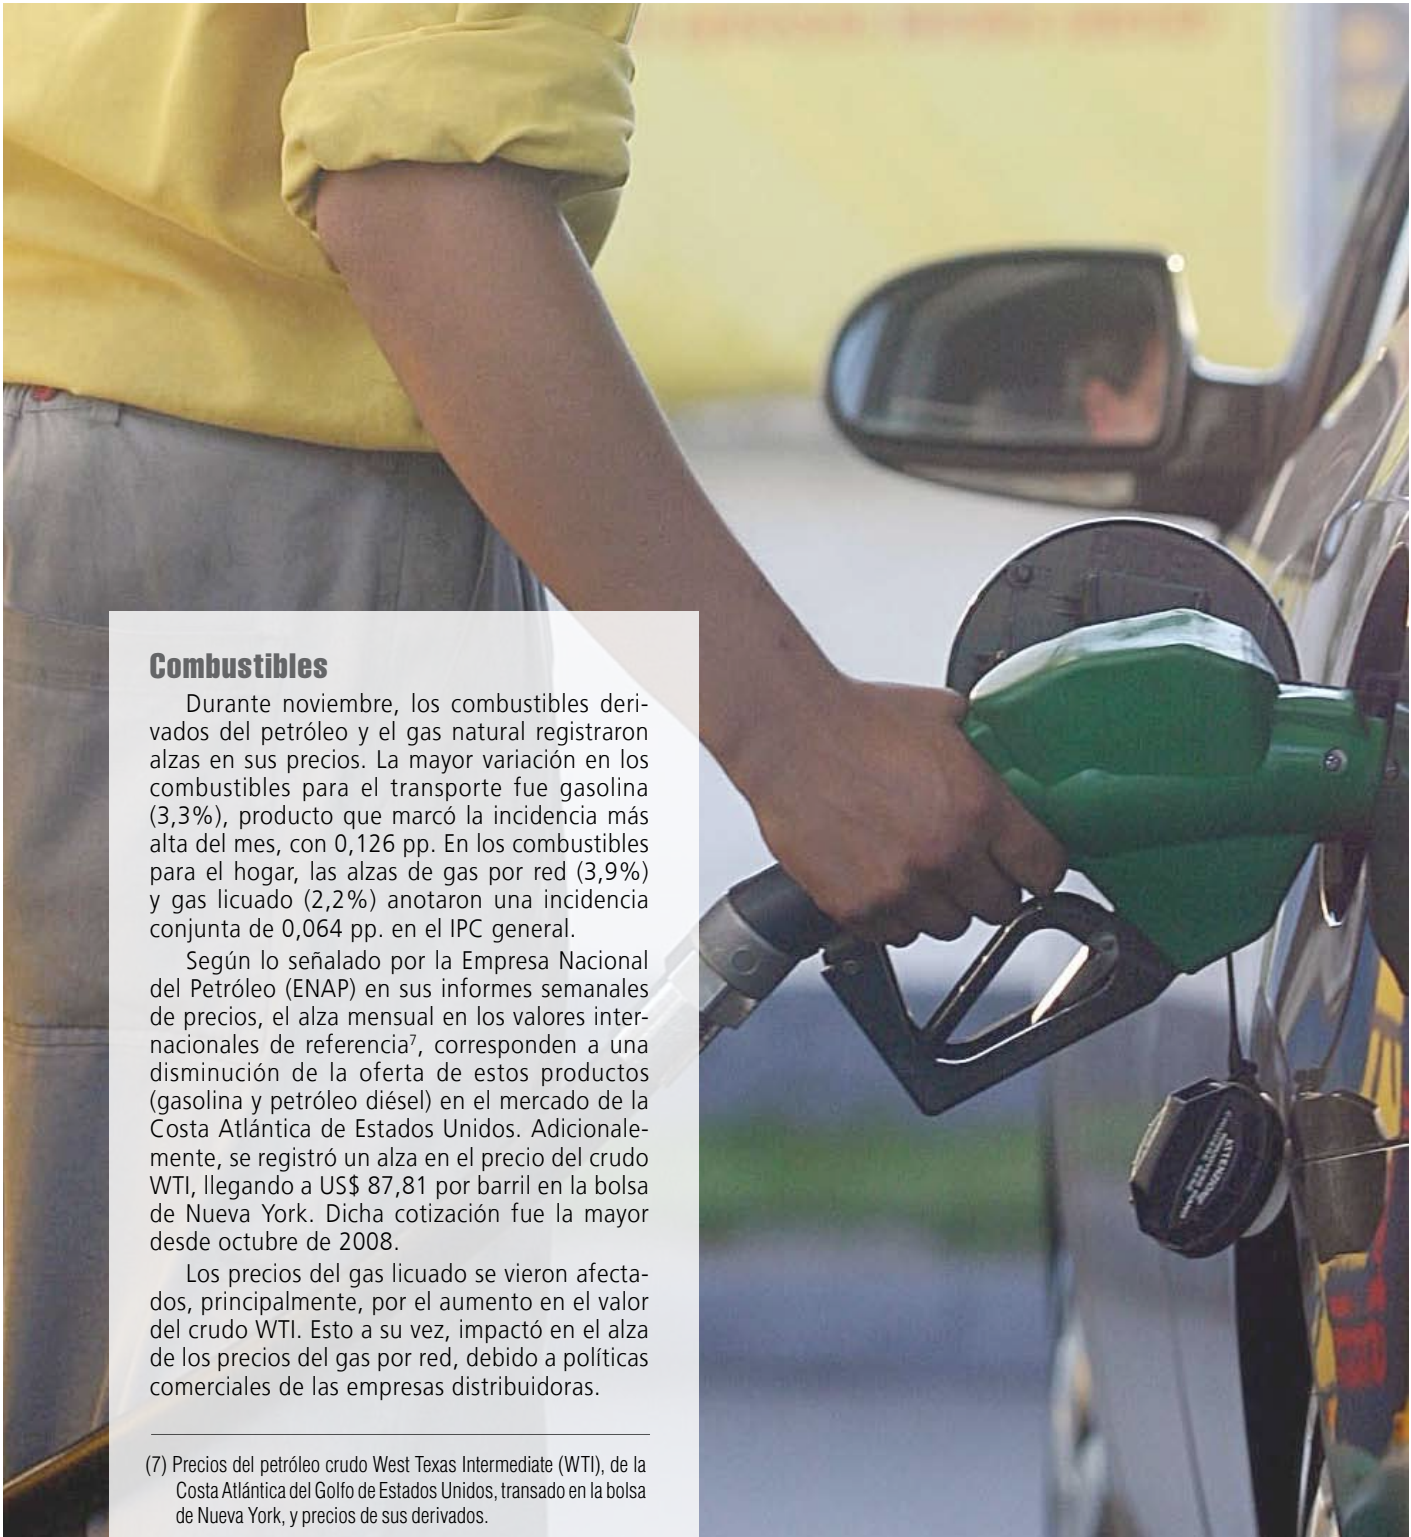 Combustibles
Durante noviembre, los combustibles deri-
vados del petróleo y el gas natural registraron
alzas en sus precios. La mayor variación en los
combustibles para el transporte fue gasolina
(3,3%), producto que marcó la incidencia más
alta del mes, con 0,126 pp. En los combustibles
para el hogar, las alzas de gas por red (3,9%)
y gas licuado (2,2%) anotaron una incidencia
conjunta de 0,064 pp. en el IPC general.
Según lo señalado por la Empresa Nacional
del Petróleo (ENAP) en sus informes semanales
de precios, el alza mensual en los valores inter-
nacionales de referencia7, corresponden a una
disminución de la oferta de estos productos
(gasolina y petróleo diésel) en el mercado de la
Costa Atlántica de Estados Unidos. Adicionale-
mente, se registró un alza en el precio del crudo
WTI, llegando a US$ 87,81 por barril en la bolsa
de Nueva York. Dicha cotización fue la mayor
desde octubre de 2008.
Los precios del gas licuado se vieron afecta-
dos, principalmente, por el aumento en el valor
del crudo WTI. Esto a su vez, impactó en el alza
de los precios del gas por red, debido a políticas
comerciales de las empresas distribuidoras.
(7) Precios del petróleo crudo West Texas Intermediate (WTI), de la
Costa Atlántica del Golfo de Estados Unidos, transado en la bolsa
de Nueva York, y precios de sus derivados.